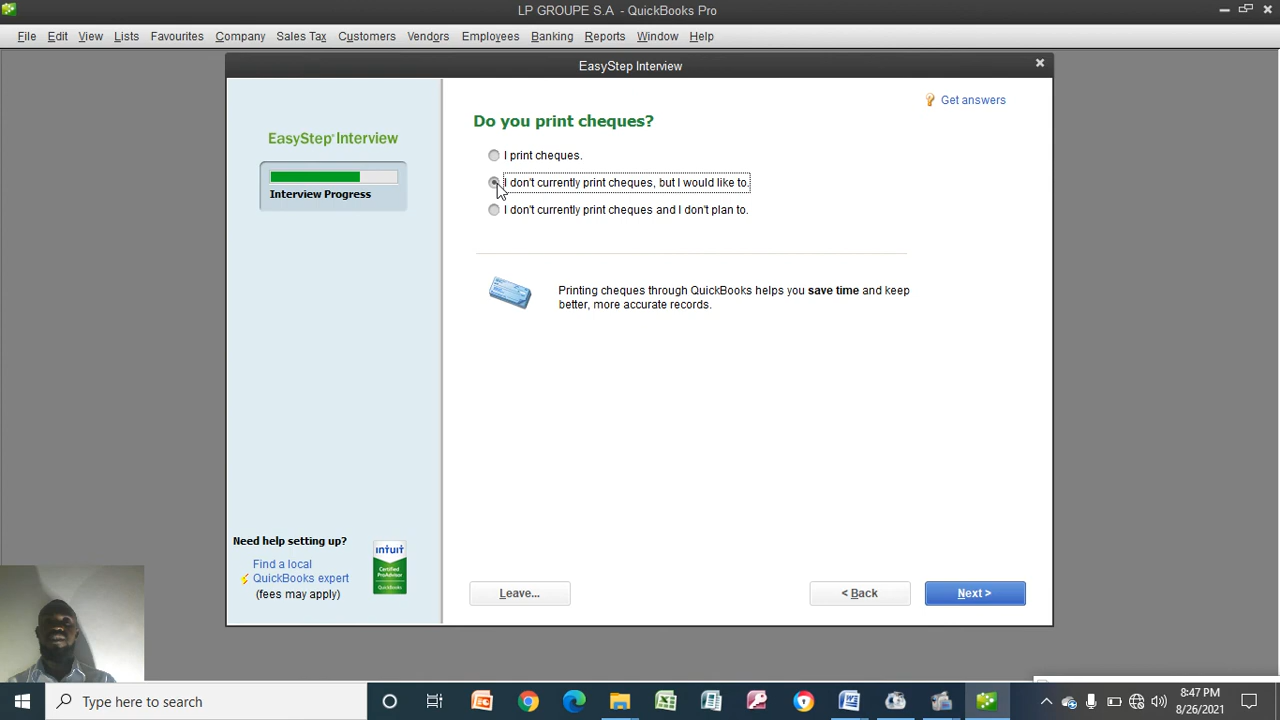 LP GROUPE S.A - QuickBooks Pro
File Edit View Lists Favourites Company Sales Tax Customers Vendors Employees Banking Reports Window Help
EasyStep Interview
Get answers
EasyStep Interview
Interview Progress
Do you print cheques?
I print cheques.
I don't currently print cheques, but I would like to.
I don't currently print cheques and I don't plan to.
Printing cheques through QuickBooks helps you save time and keep
better, more accurate records.
Need help setting up?
Find a local
QuickBooks expert
(fees may apply)
INTUIT
Certified
ProAdvisor
QuickBooks
Leave...
< Back
Next >
Type here to search
8:47 PM
8/26/2021